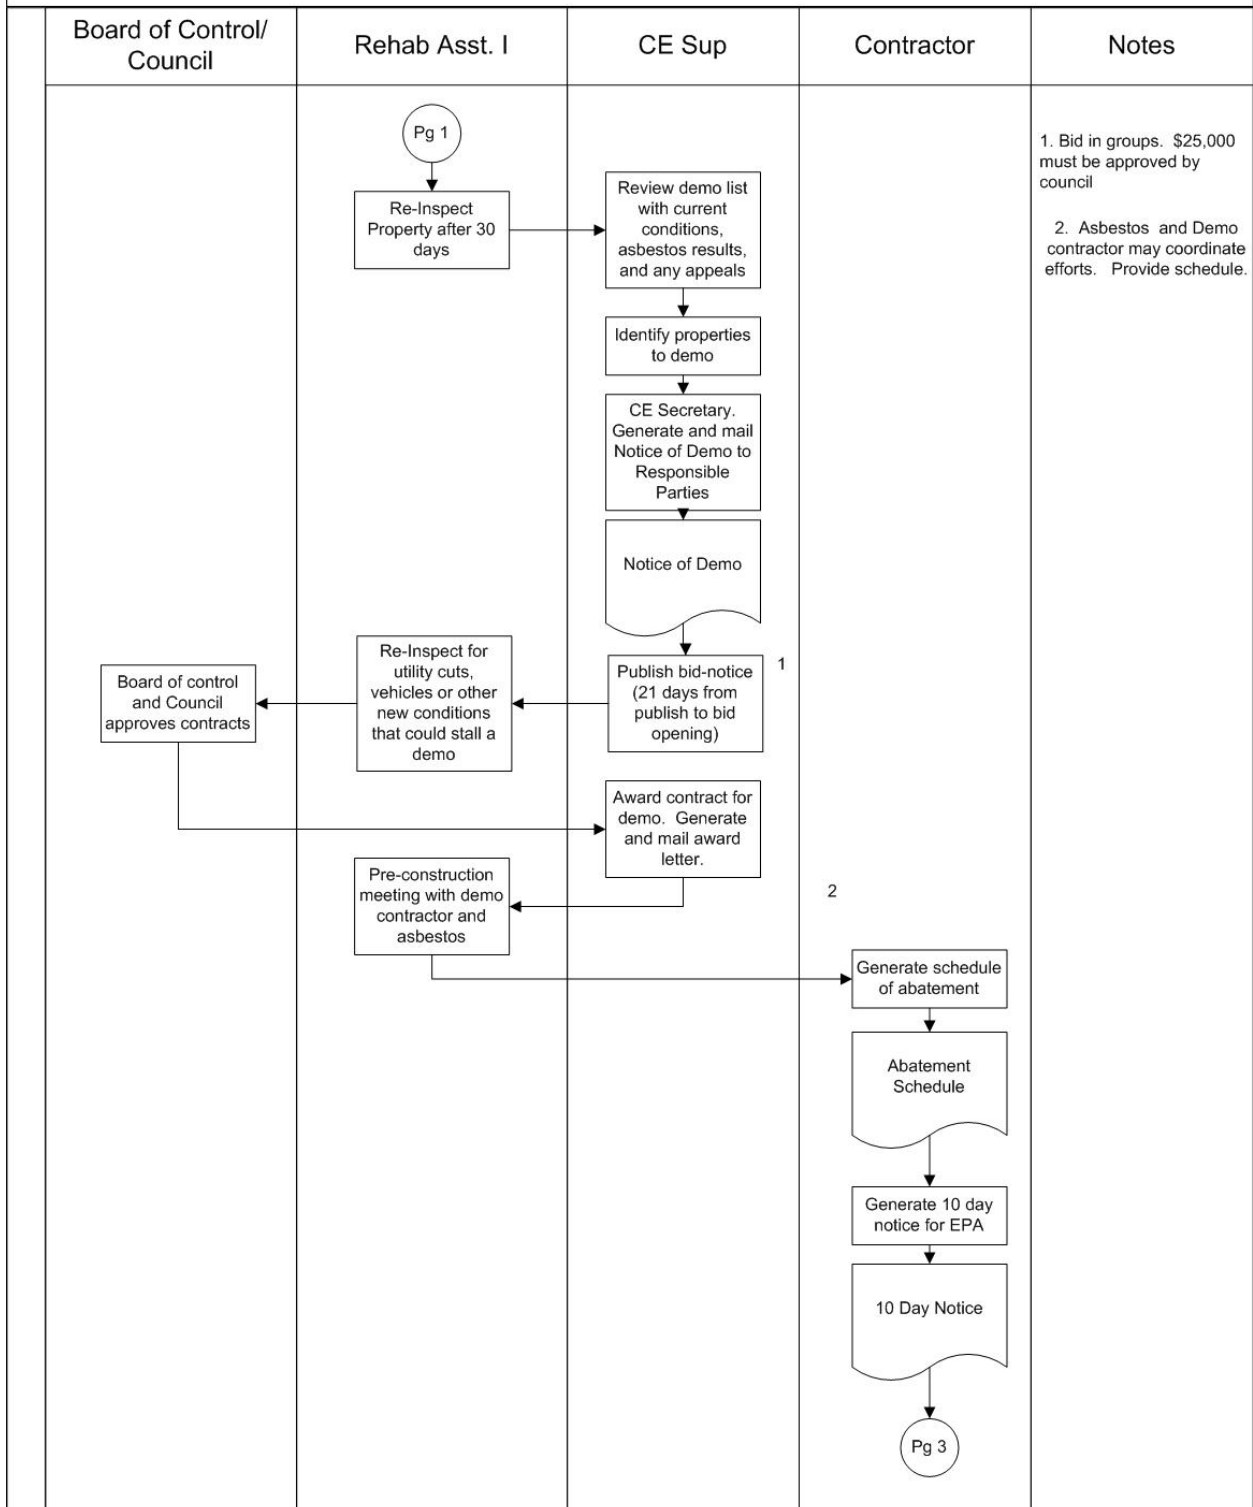 Board of Control/
Council
Rehab Asst. I
CE Sup
Contractor
Notes
Pg 1
1. Bid in groups.  $25,000
must be approved by
council
2.  Asbestos  and Demo
contractor may coordinate
efforts.   Provide schedule.
Re-Inspect
Property after 30
days
Review demo list
with current
conditions,
asbestos results,
and any appeals
Identify properties
to demo
CE Secretary.
Generate and mail
Notice of Demo to
Responsible
Parties
Notice of Demo
Publish bid-notice
(21 days from
publish to bid
opening)
1
Re-Inspect for
utility cuts,
vehicles or other
new conditions
that could stall a
demo
Board of control
and Council
approves contracts
Award contract for
demo.  Generate
and mail award
letter.
Pre-construction
meeting with demo
contractor and
asbestos
2
Generate schedule
of abatement
Abatement
Schedule
Generate 10 day
notice for EPA
10 Day Notice
Pg 3